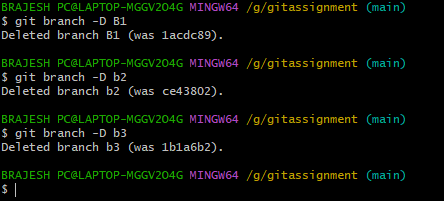 BRAJESH PC@LAPTOP-MGGV2O4G MINGW64 /g/gitassignment (main)
$ git branch -D B1
Deleted branch B1 (was 1acdc89).
BRAJESH PC@LAPTOP-MGGV2O4G MINGW64 /g/gitassignment (main)
$ git branch -D b2
Deleted branch b2 (was ce43802).
BRAJESH PC@LAPTOP-MGGV2O4G MINGW64 /g/gitassignment (main)
$ git branch -D b3
Deleted branch b3 (was 1b1a6b2).
BRAJESH PC@LAPTOP-MGGV2O4G MINGW64 /g/gitassignment (main)
$